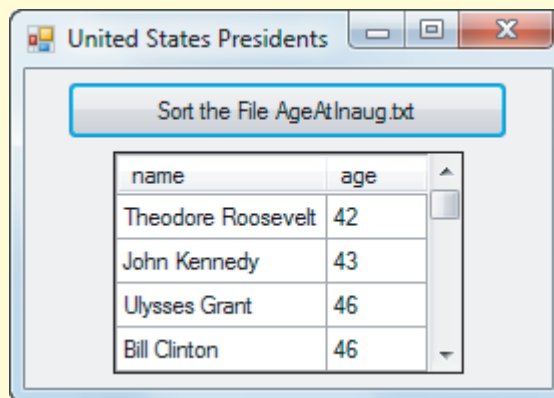 United States Presidents
Sort the File AgeAtInaug.txt
name age
Theodore Roosevelt 42
John Kennedy 43
Ulysses Grant 46
Bill Clinton 46